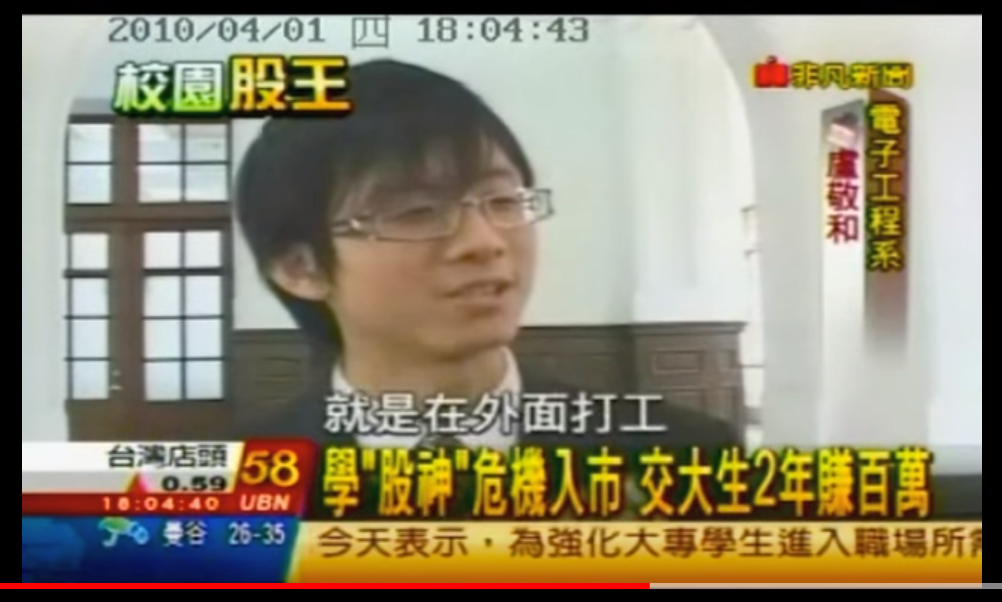 2010/04/01 四 18:04:43
校園股王
非凡新聞
電子工程系
盧敬和
就是在外面打工
台灣店頭
0.59
18:04:40
58
UBN
學"股神"危機入市 交大生2年賺百萬
曼谷 26-35
今天表示，為強化大專學生進入職場所